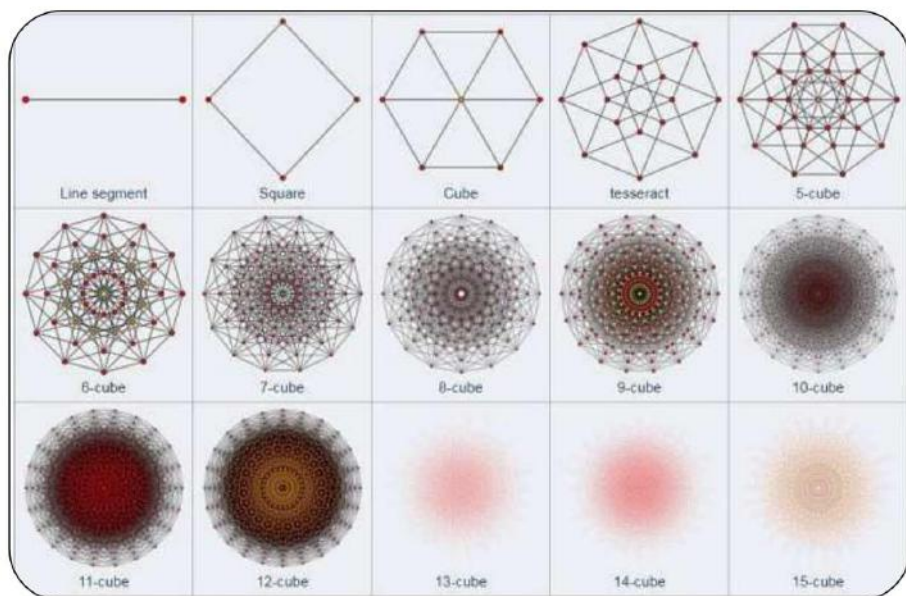 Line segment
Square
Cube
tesseract
5-cube
6-cube
7-cube
8-cube
9-cube
10-cube
11-cube
12-cube
13-cube
14-cube
15-cube